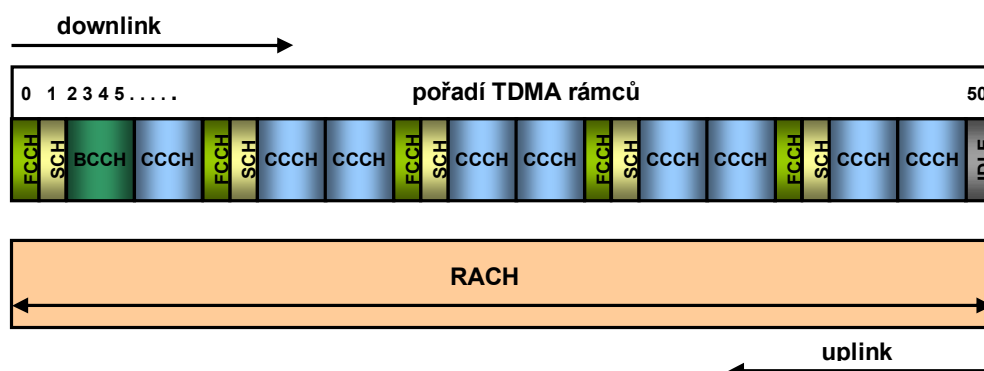 downlink
0 1 2 3 4 5 . . . . . pořadí TDMA rámců 50
FCCH SCH BCCH CCCH FCCH SCH CCCH CCCH FCCH SCH CCCH CCCH FCCH SCH CCCH CCCH FCCH SCH CCCH CCCH IDLE
RACH
uplink